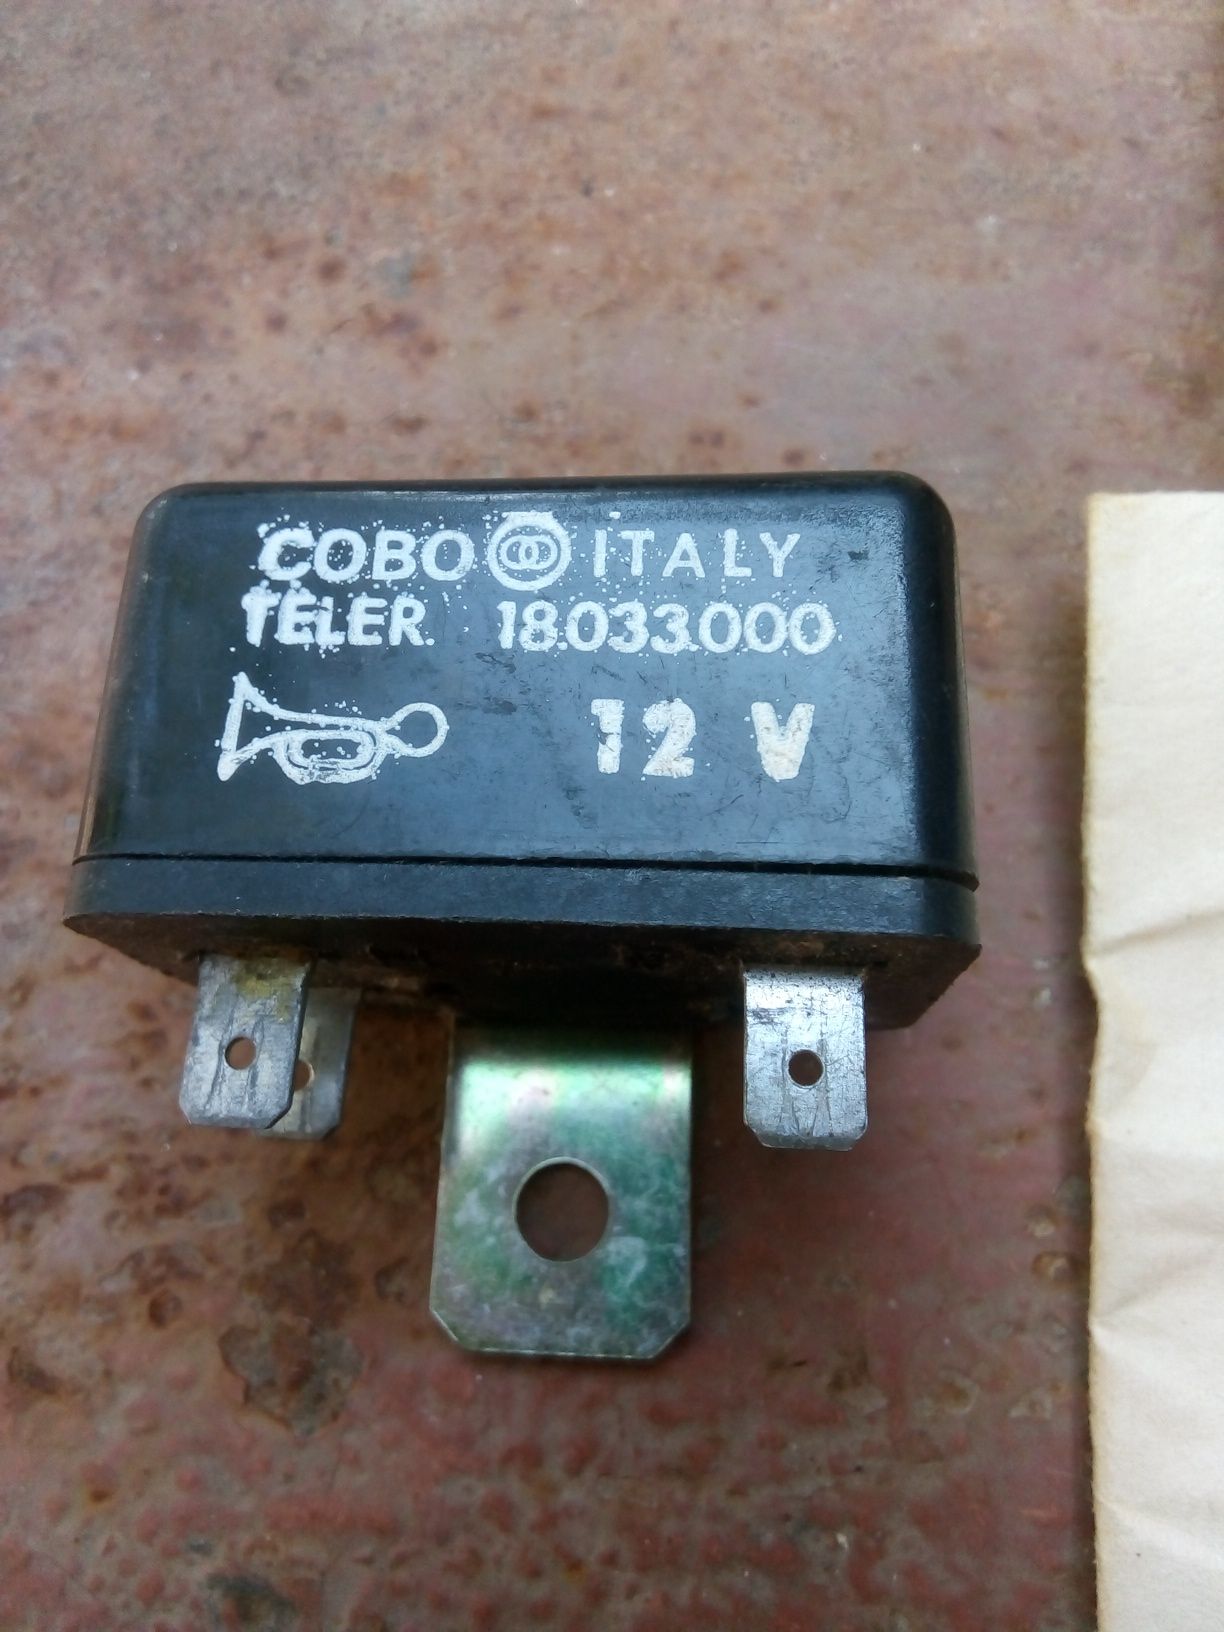 COBO ITALY
TELER. 18.033.000
12 V